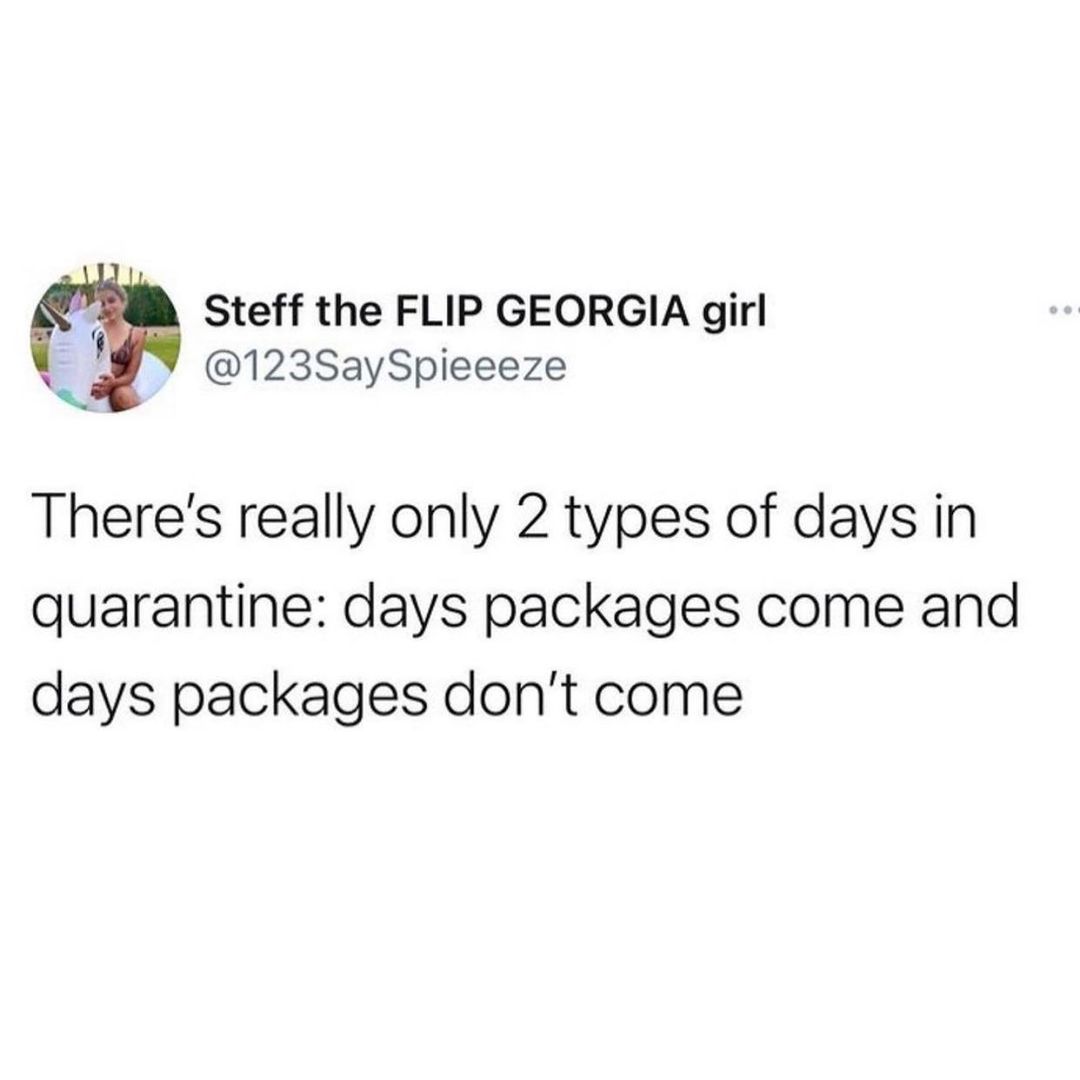 Steff the FLIP GEORGIA girl
@123SaySpieeeze
There's really only 2 types of days in
quarantine: days packages come and
days packages don't come